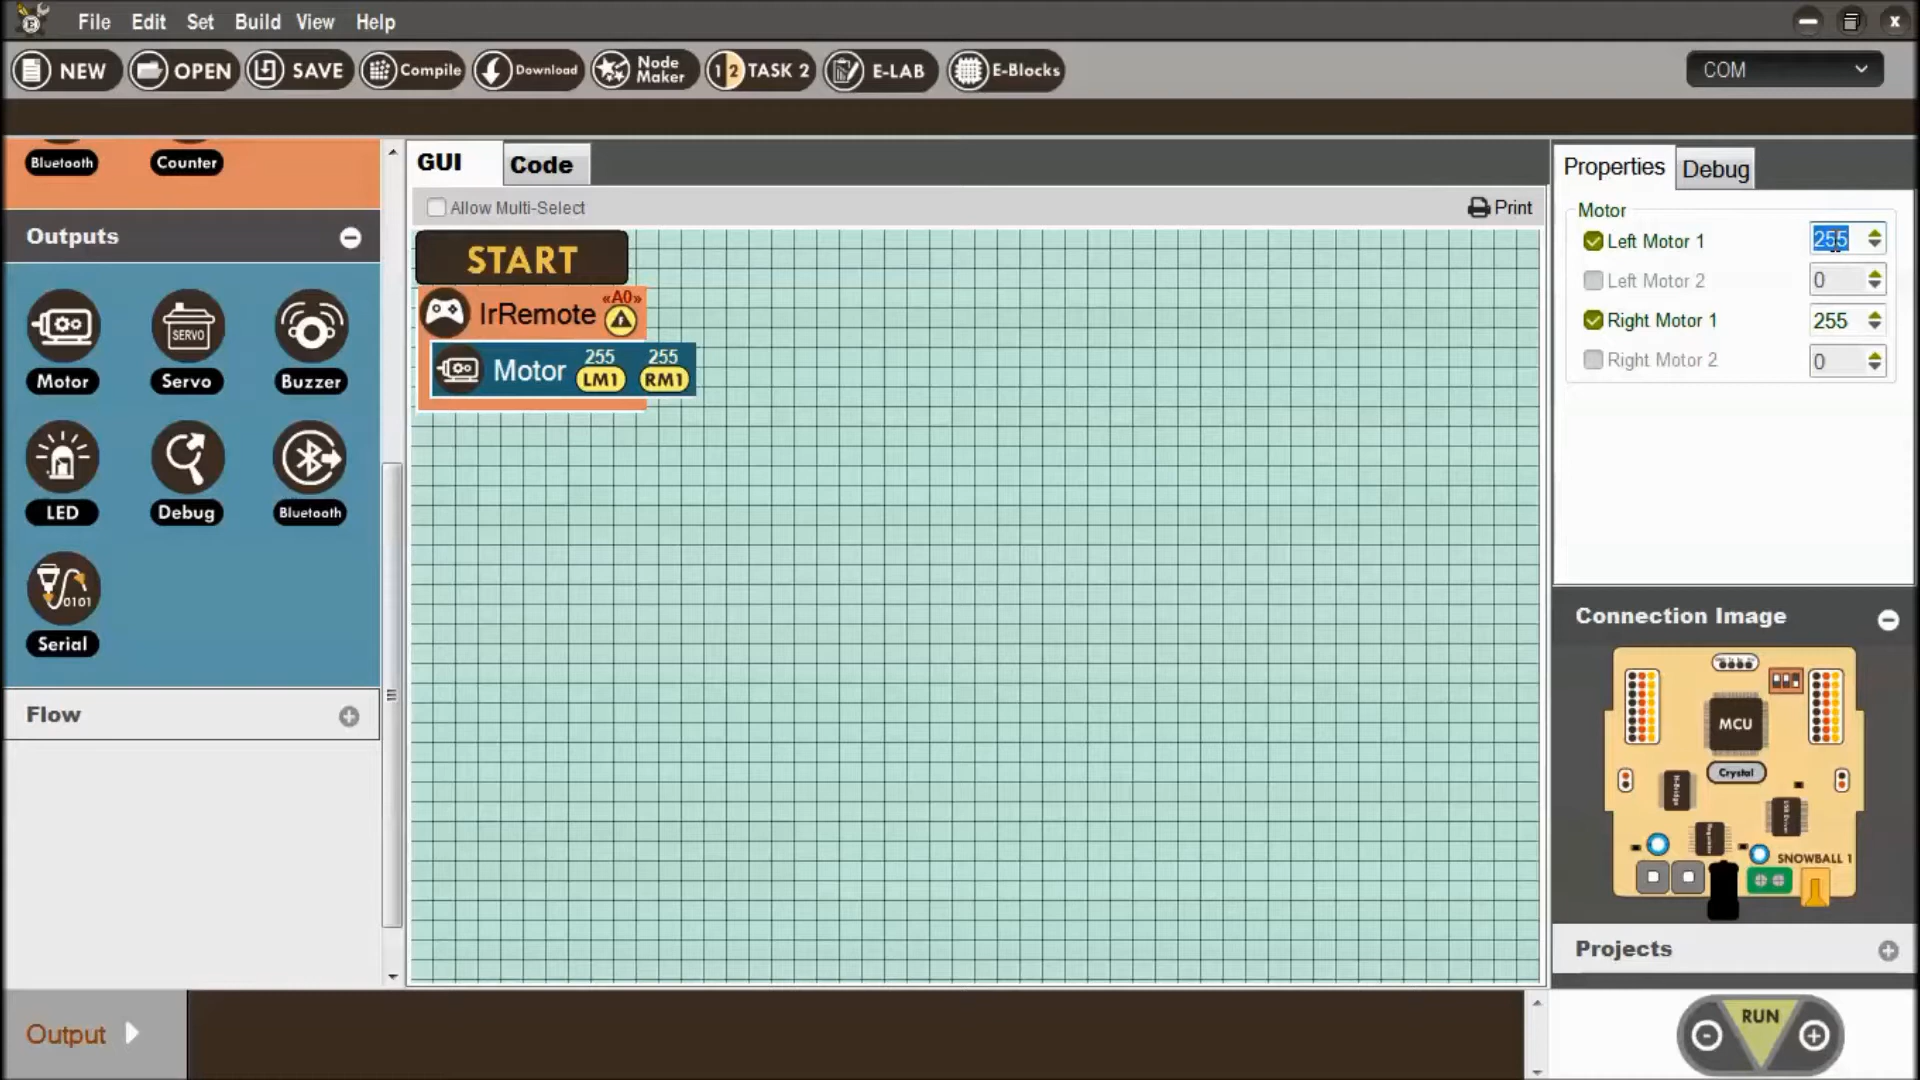 File Edit Set Build View Help
NEW OPEN SAVE Compile Download Node Maker 1 2 TASK 2 E-LAB E-Blocks COM
Bluetooth Counter
Outputs
Motor SERVO Servo Buzzer
LED Debug Bluetooth
0101
Serial
Flow
GUI Code
Allow Multi-Select Print
START
IrRemote «A0» F
Motor 255 LM1 255 RM1
Properties Debug
Motor
Left Motor 1 255
Left Motor 2 0
Right Motor 1 255
Right Motor 2 0
Connection Image
MCU
Crystal
H-Bridge
SNOWBALL 1
Projects
Output
RUN